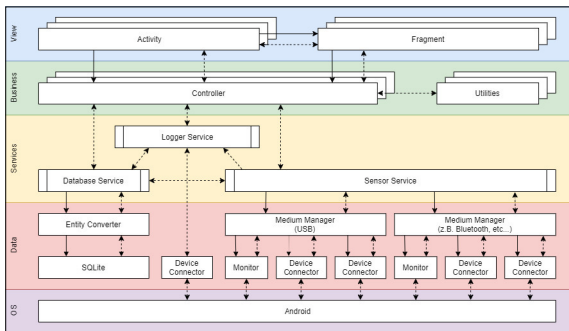 View
Activity
Fragment
Business
Controller
Utilities
Services
Logger Service
Database Service
Sensor Service
Data
Entity Converter
Medium Manager
(USB)
Medium Manager
(z.B. Bluetooth, etc...)
SQLite
Device
Connector
Monitor
Device
Connector
Device
Connector
Monitor
Device
Connector
Device
Connector
OS
Android